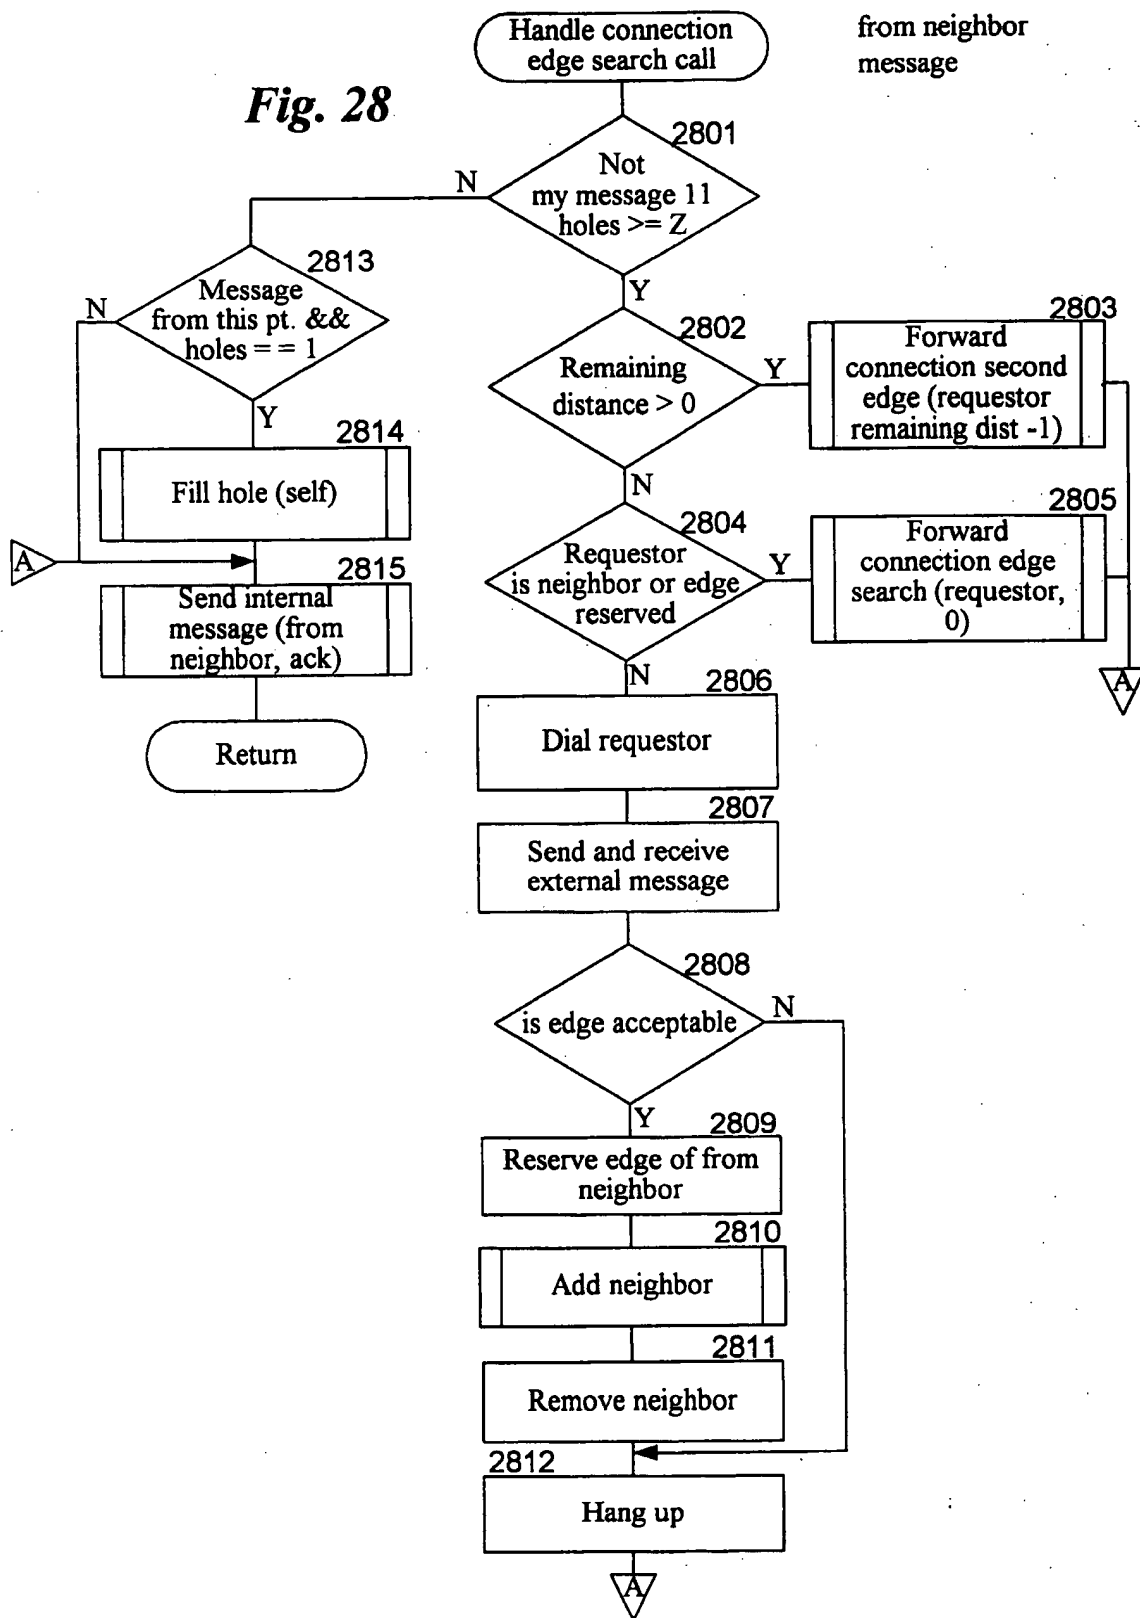 Handle connection
edge search call
from neighbor
message
Fig. 28
2801
Not
my message 11
holes >= Z
N
Y
2813
Message
from this pt. &&
holes = = 1
N
Y
2802
Remaining
distance > 0
Y
N
2803
Forward
connection second
edge (requestor
remaining dist -1)
2814
Fill hole (self)
A
2804
Requestor
is neighbor or edge
reserved
Y
N
2805
Forward
connection edge
search (requestor,
0)
A
2815
Send internal
message (from
neighbor, ack)
Return
2806
Dial requestor
2807
Send and receive
external message
2808
is edge acceptable
N
Y
2809
Reserve edge of from
neighbor
2810
Add neighbor
2811
Remove neighbor
2812
Hang up
A